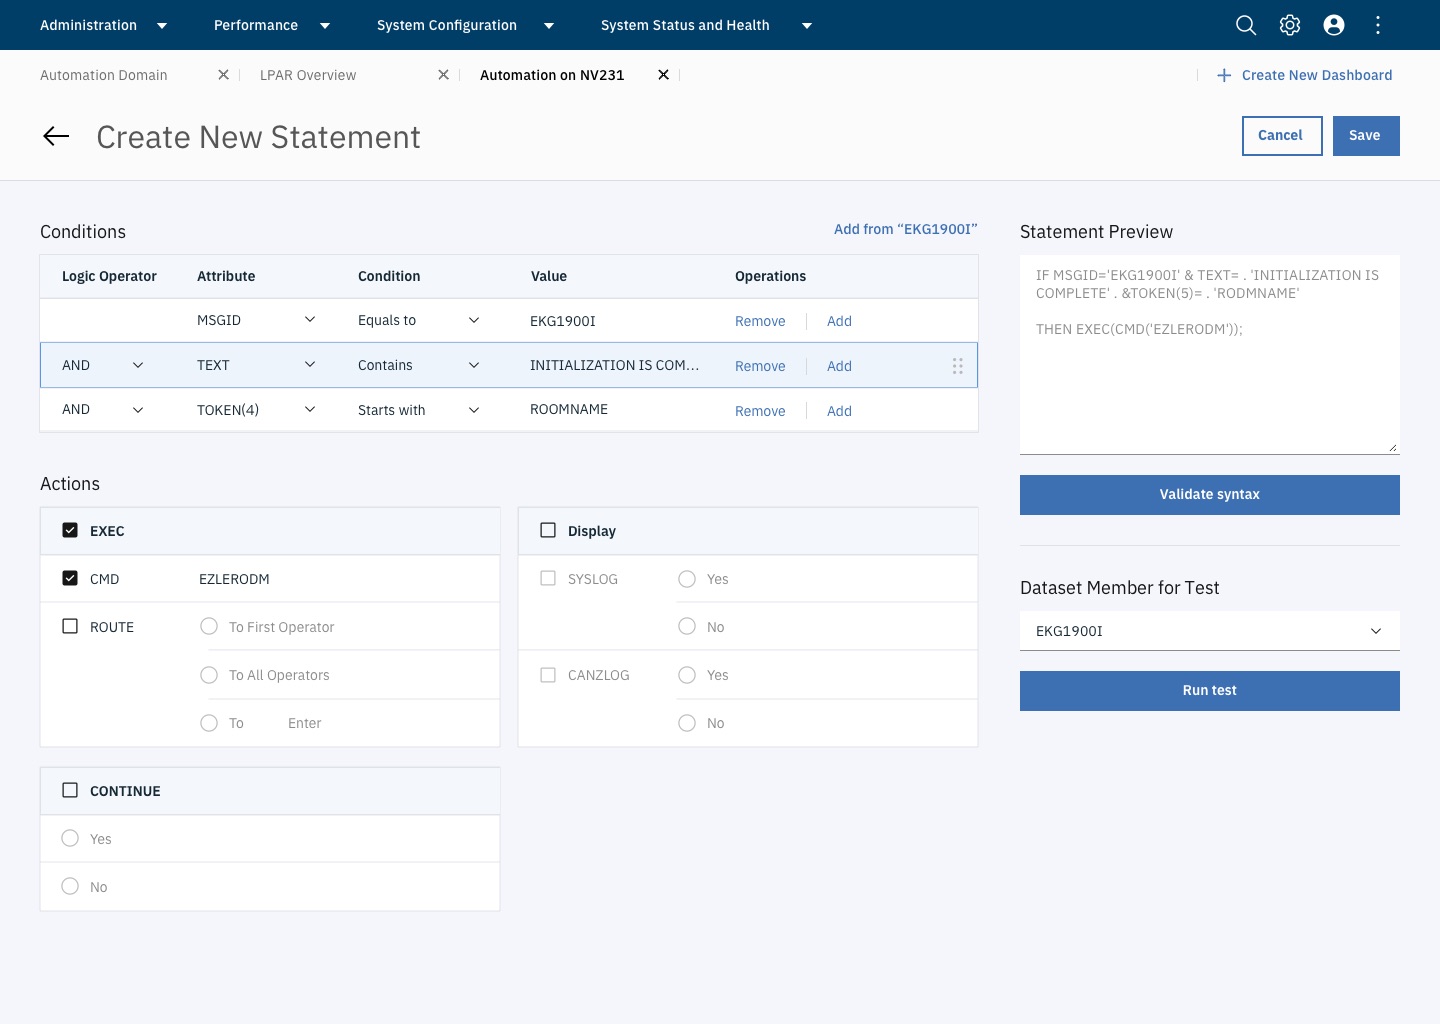 Administration Performance System Configuration System Status and Health
Automation Domain LPAR Overview Automation on NV231 Create New Dashboard
Create New Statement Cancel Save
Conditions Add from “EKG1900I”
Logic Operator Attribute Condition Value Operations
MSGID Equals to EKG1900I Remove Add
AND TEXT Contains INITIALIZATION IS COM... Remove Add
AND TOKEN(4) Starts with ROOMNAME Remove Add
Actions
EXEC
CMD EZLERODM
ROUTE To First Operator
To All Operators
To Enter
Display
SYSLOG Yes
No
CANZLOG Yes
No
CONTINUE
Yes
No
Statement Preview
IF MSGID='EKG1900I' & TEXT= . 'INITIALIZATION IS
COMPLETE' . &TOKEN(5)= . 'RODMNAME'
THEN EXEC(CMD('EZLERODM'));
Validate syntax
Dataset Member for Test
EKG1900I
Run test